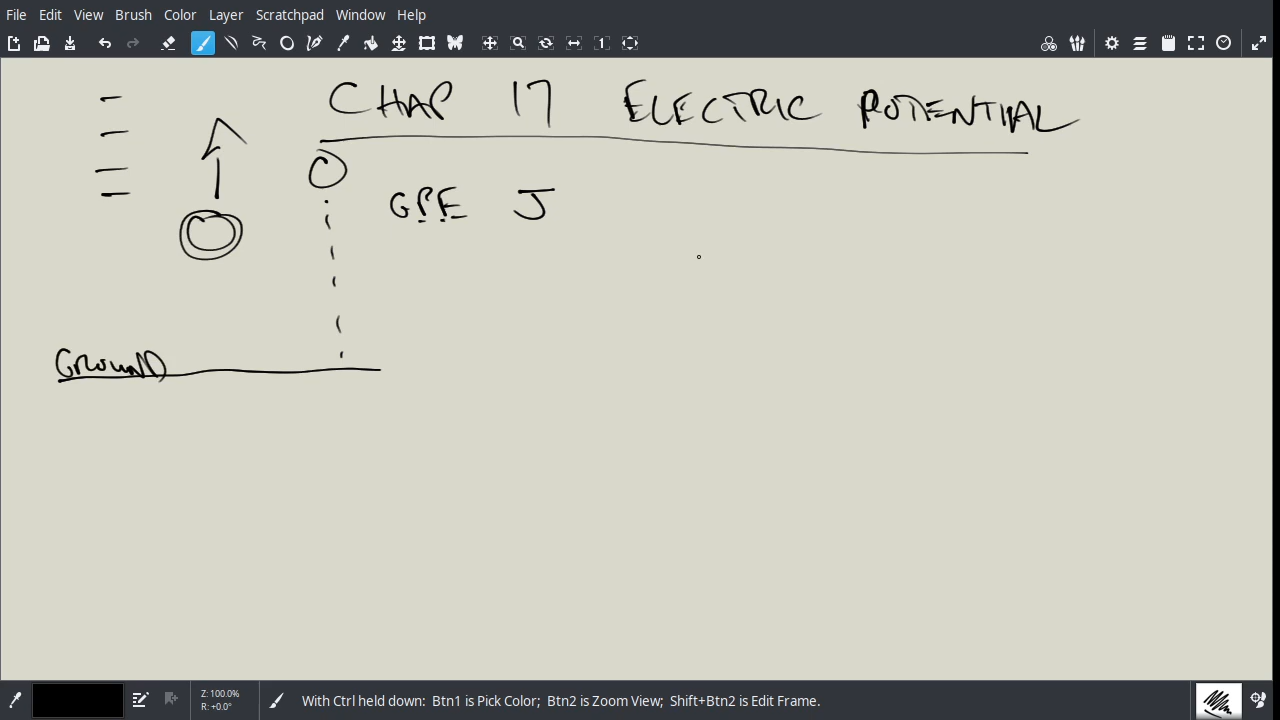 File Edit View Brush Color Layer Scratchpad Window Help
1
CHAP 17 ELECTRIC POTENTIAL
GPE J
GROUND
Z: 100.0%
R: +0.0°
With Ctrl held down: Btn1 is Pick Color; Btn2 is Zoom View; Shift+Btn2 is Edit Frame.